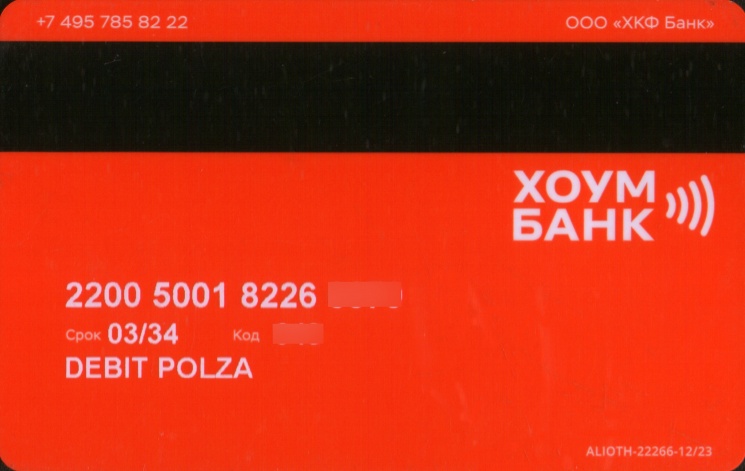 +7 495 785 82 22
ООО «ХКФ Банк»
ХОУМ
БАНК
2200 5001 8226
Срок 03/34 Код
DEBIT POLZA
ALIOTH-22266-12/23